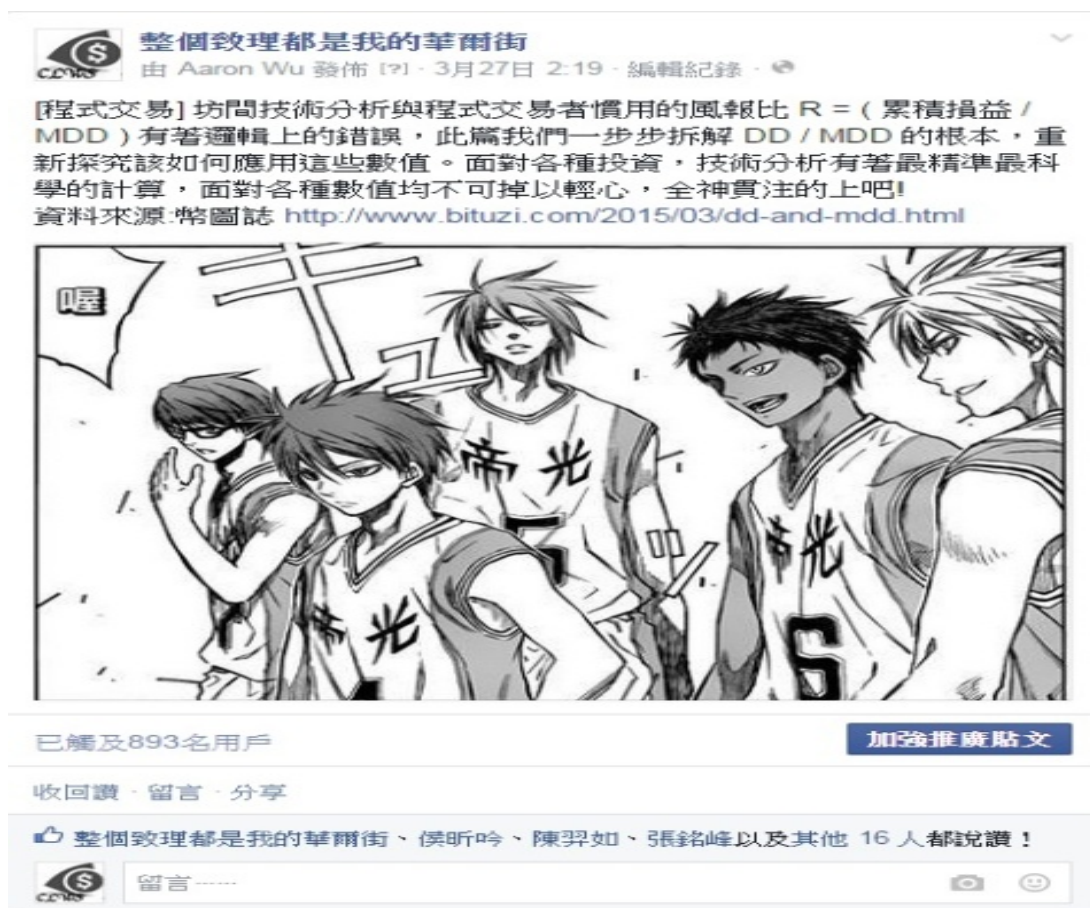 整個致理都是我的華爾街
由 Aaron Wu 發佈 [?] · 3月27日 2:19 · 編輯紀錄 ·
[程式交易] 坊間技術分析與程式交易者慣用的風報比 R = ( 累積損益 /
MDD ) 有著邏輯上的錯誤，此篇我們一步步拆解 DD / MDD 的根本，重
新探究該如何應用這些數值。面對各種投資，技術分析有著最精準最科
學的計算，面對各種數值均不可掉以輕心，全神貫注的上吧!
資料來源:幣圖誌 http://www.bituzi.com/2015/03/dd-and-mdd.html
喔
キュッ
帝光
5
帝光
帝光
6
已觸及893名用戶
加強推廣貼文
收回讚 · 留言 · 分享
整個致理都是我的華爾街、侯昕吟、陳羿如、張銘峰以及其他 16 人都說讚！
留言……